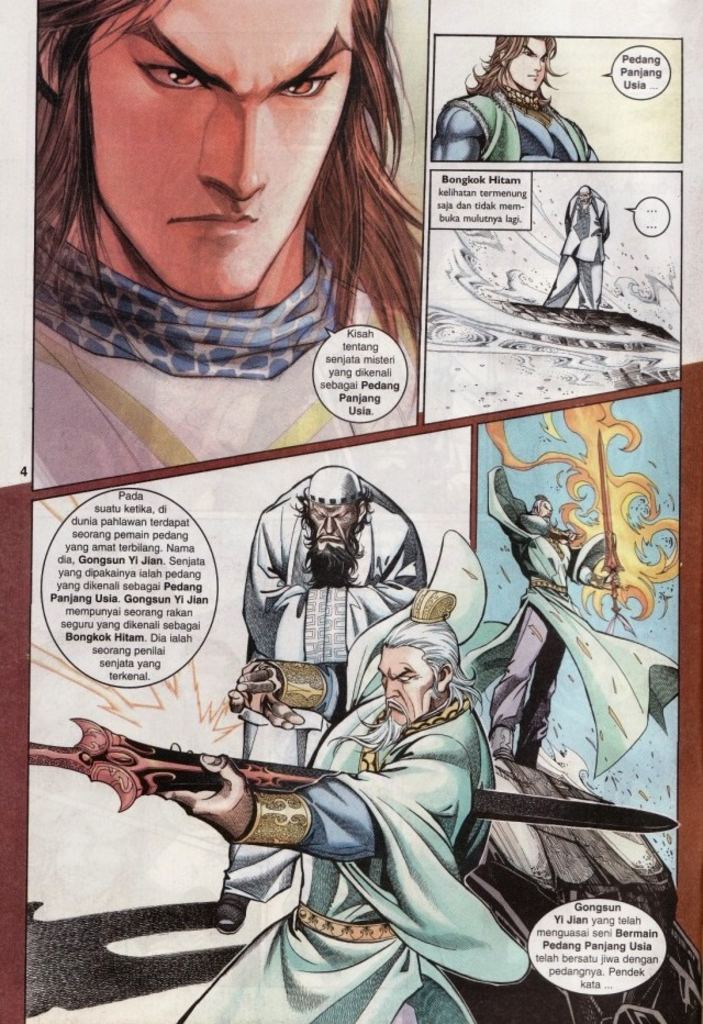 Kisah
tentang
senjata misteri
yang dikenali
sebagai Pedang
Panjang
Usia.
Pedang
Panjang
Usia ...
Bongkok Hitam
kelihatan termenung
saja dan tidak mem-
buka mulutnya lagi.
...
...
4
Pada
suatu ketika, di
dunia pahlawan terdapat
seorang pemain pedang
yang amat terbilang. Nama
dia, Gongsun Yi Jian. Senjata
yang dipakainya ialah pedang
yang dikenali sebagai Pedang
Panjang Usia. Gongsun Yi Jian
mempunyai seorang rakan
seguru yang dikenali sebagai
Bongkok Hitam. Dia ialah
seorang penilai
senjata yang
terkenal.
Gongsun
Yi Jian yang telah
menguasai seni Bermain
Pedang Panjang Usia
telah bersatu jiwa dengan
pedangnya. Pendek
kata ...